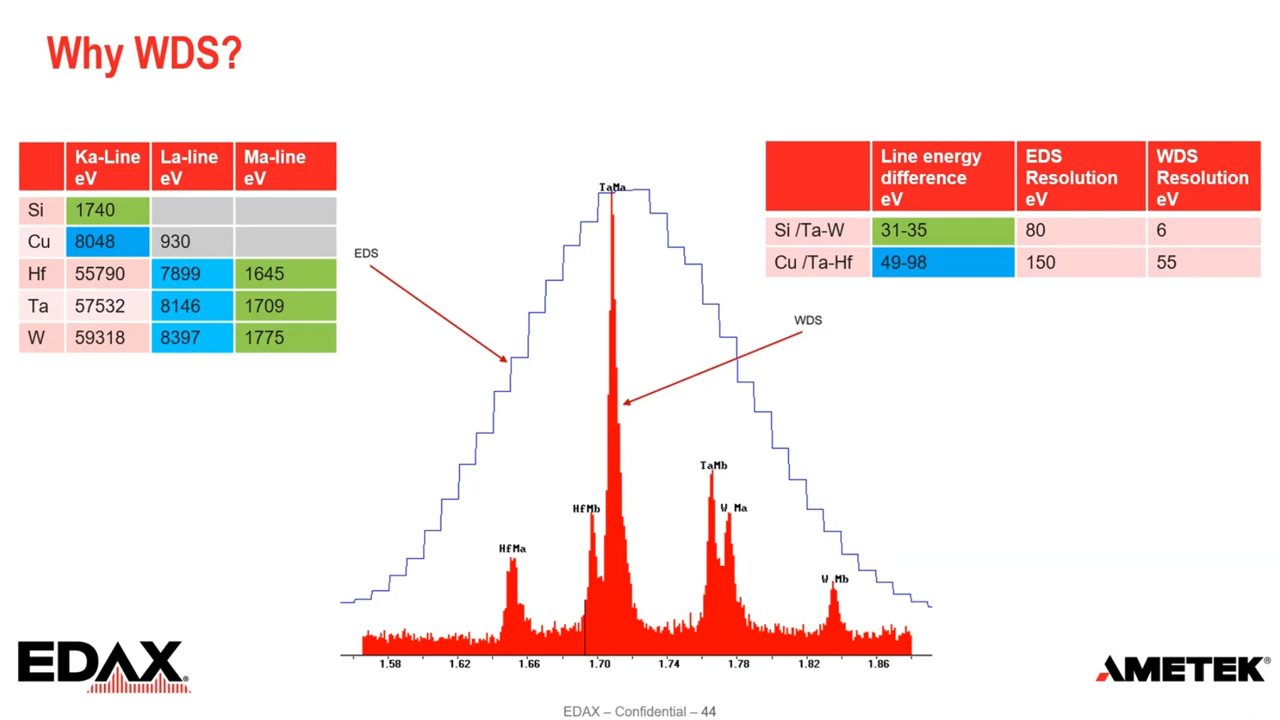 Why WDS?
Ka-Line eV La-line eV Ma-line eV
Si 1740
Cu 8048 930
Hf 55790 7899 1645
Ta 57532 8146 1709
W 59318 8397 1775
Line energy difference eV EDS Resolution eV WDS Resolution eV
Si /Ta-W 31-35 80 6
Cu /Ta-Hf 49-98 150 55
TaMa
EDS
WDS
TaMb
HfMb
W Ma
HfMa
W Mb
1.58 1.62 1.66 1.70 1.74 1.78 1.82 1.86
EDAX®
AMETEK®
EDAX – Confidential – 44